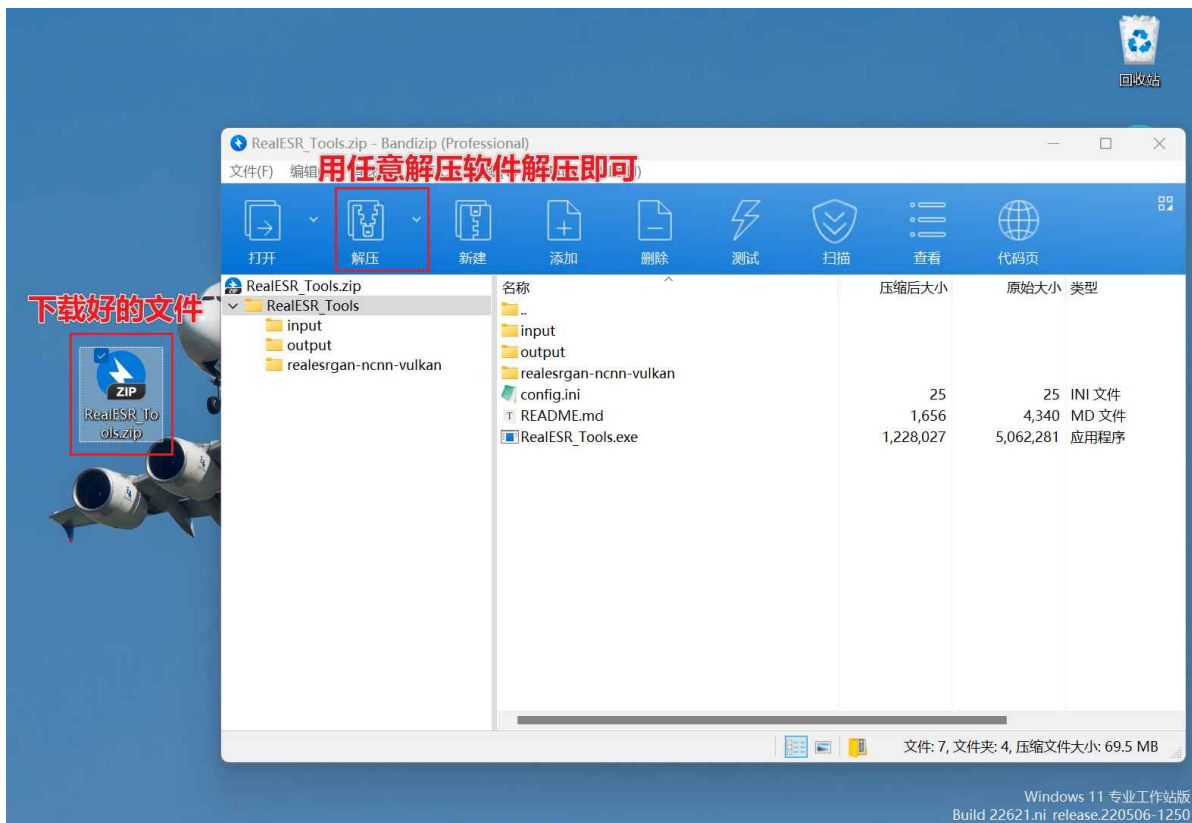 回收站
RealESR_Tools.zip - Bandizip (Professional)
用任意解压软件解压即可
文件(F) 编辑
打开 解压 新建 添加 删除 测试 扫描 查看 代码页
下载好的文件
ZIP
RealESR_To
ols.zip
RealESR_Tools.zip
RealESR_Tools
input
output
realesrgan-ncnn-vulkan
名称 压缩后大小 原始大小 类型
..
input
output
realesrgan-ncnn-vulkan
config.ini 25 25 INI 文件
README.md 1,656 4,340 MD 文件
RealESR_Tools.exe 1,228,027 5,062,281 应用程序
文件: 7, 文件夹: 4, 压缩文件大小: 69.5 MB
Windows 11 专业工作站版
Build 22621.ni_release.220506-1250